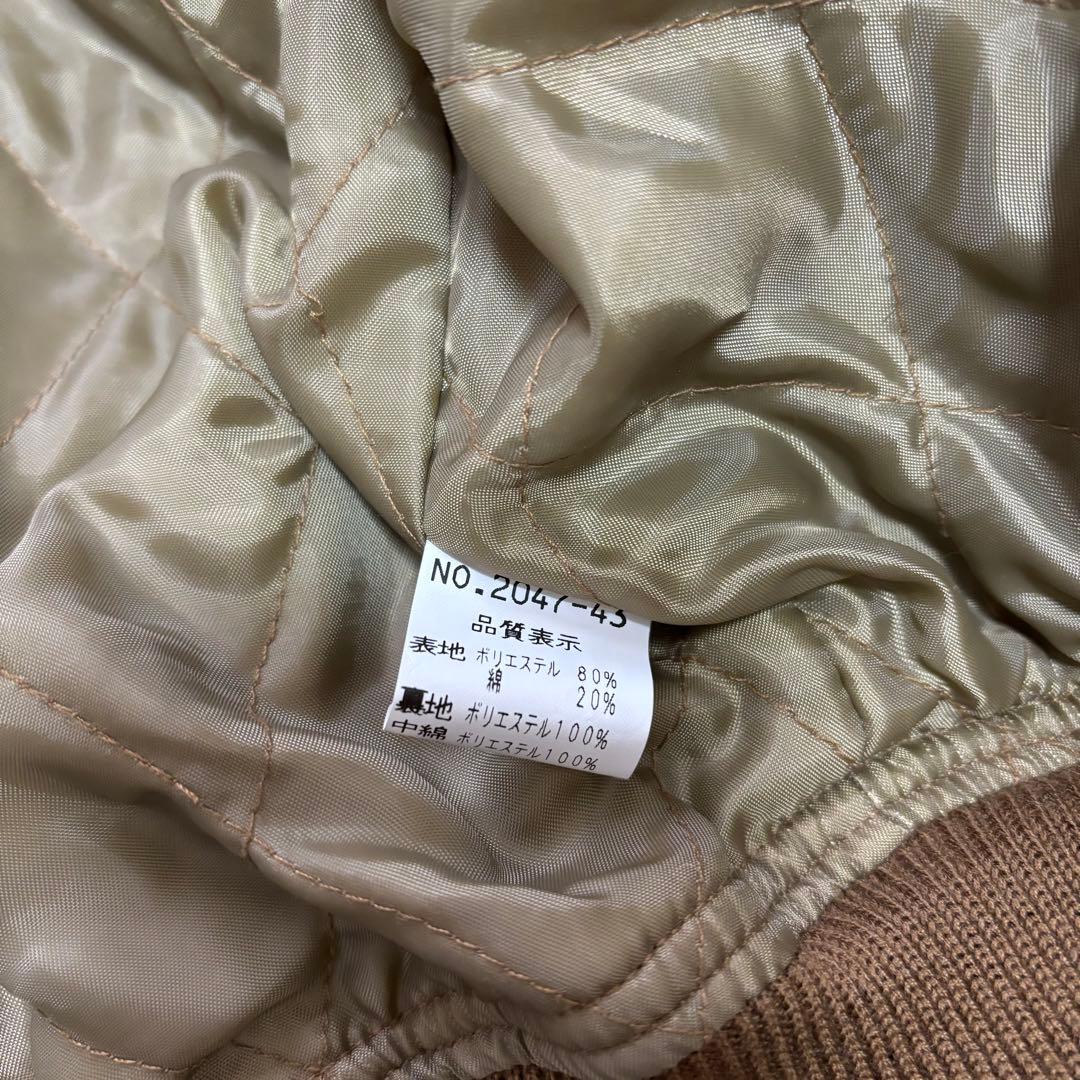 NO.2047-43
品質表示
表地 ポリエステル 80%
綿 20%
裏地 ポリエステル100%
中綿 ポリエステル100%